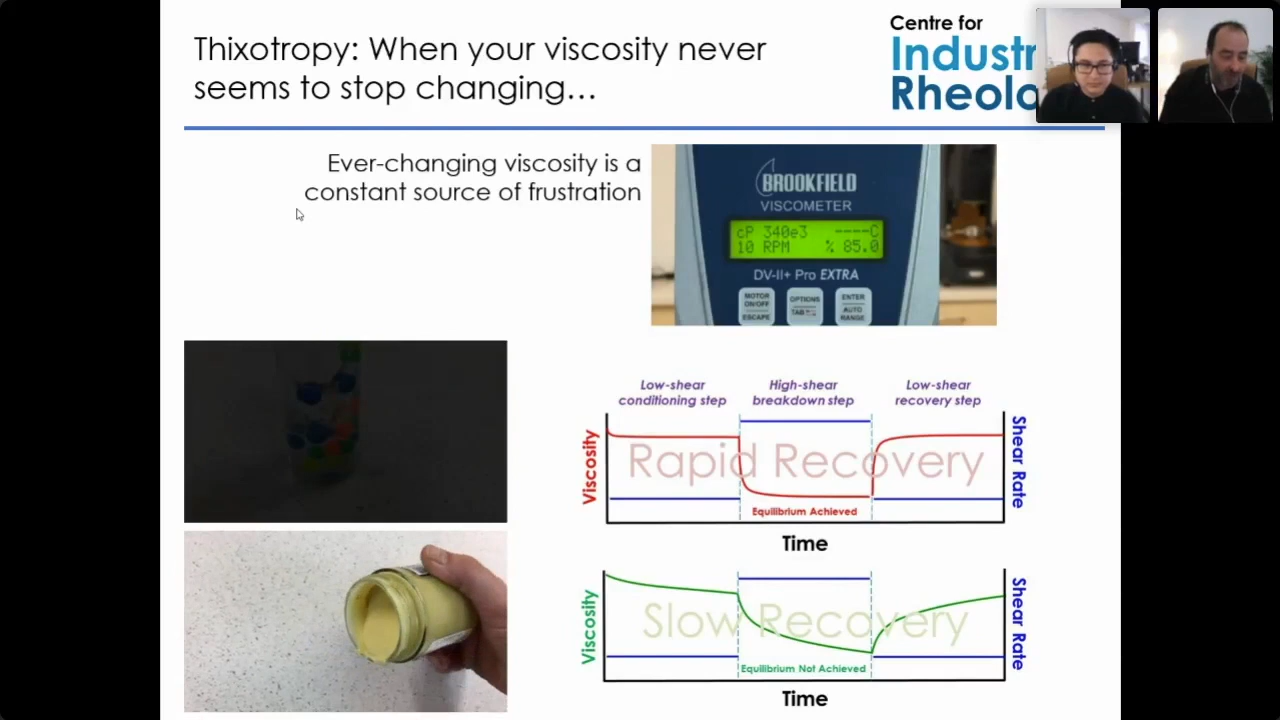 Thixotropy: When your viscosity never
seems to stop changing...
Centre for
Industr
Rheolo
Ever-changing viscosity is a
constant source of frustration
BROOKFIELD
VISCOMETER
cP 340e3 ----C
10 RPM % 85.0
DV-II+ Pro EXTRA
MOTOR ON/OFF ESCAPE
OPTIONS TAB
ENTER AUTO RANGE
Low-shear
conditioning step
High-shear
breakdown step
Low-shear
recovery step
Viscosity
Rapid Recovery
Shear Rate
Equilibrium Achieved
Time
Viscosity
Slow Recovery
Shear Rate
Equilibrium Not Achieved
Time